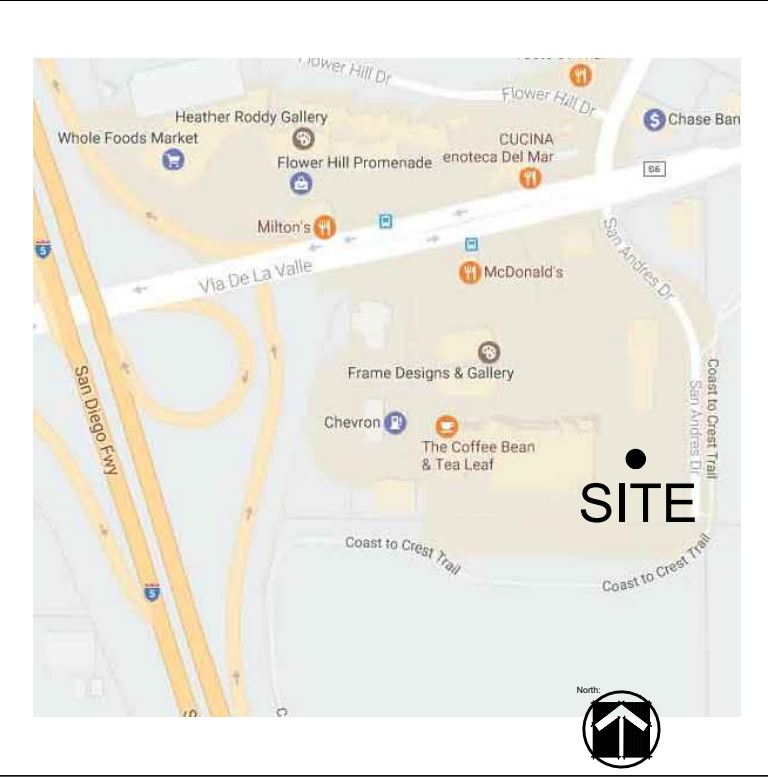 Flower Hill Dr
Flower Hill Dr
Heather Roddy Gallery
Chase Ban
Whole Foods Market
CUCINA
enoteca Del Mar
Flower Hill Promenade
S6
Milton's
5
San Andres Dr
Via De La Valle
McDonald's
Frame Designs & Gallery
San Diego Fwy
Coast to Crest Trail
San Andres Dr
Chevron
The Coffee Bean
& Tea Leaf
SITE
Coast to Crest Trail
Coast to Crest Trail
5
North: